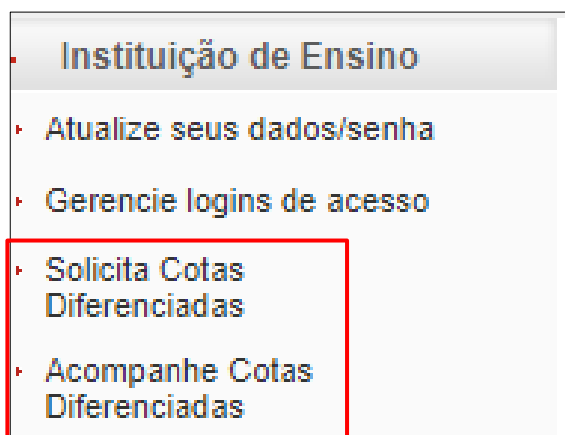 Instituição de Ensino
Atualize seus dados/senha
Gerencie logins de acesso
Solicita Cotas
Diferenciadas
Acompanhe Cotas
Diferenciadas